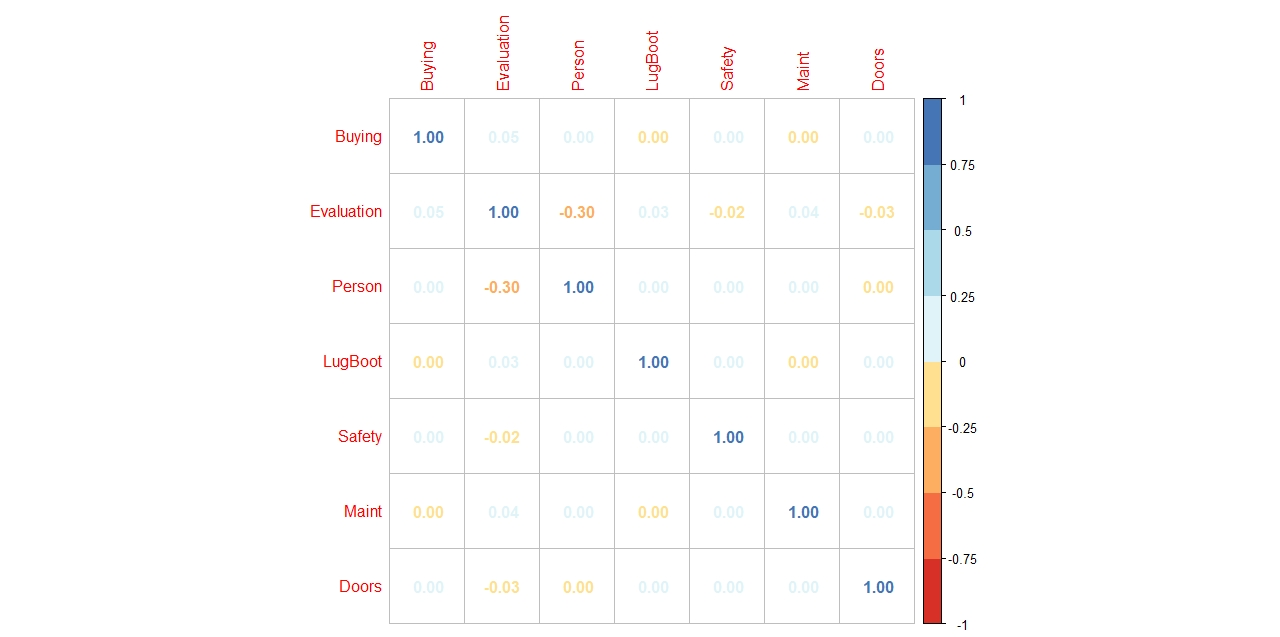 Buying Evaluation Person LugBoot Safety Maint Doors
Buying 1.00 0.05 0.00 0.00 0.00 0.00 0.00
Evaluation 0.05 1.00 -0.30 0.03 -0.02 0.04 -0.03
Person 0.00 -0.30 1.00 0.00 0.00 0.00 0.00
LugBoot 0.00 0.03 0.00 1.00 0.00 0.00 0.00
Safety 0.00 -0.02 0.00 0.00 1.00 0.00 0.00
Maint 0.00 0.04 0.00 0.00 0.00 1.00 0.00
Doors 0.00 -0.03 0.00 0.00 0.00 0.00 1.00
1
0.75
0.5
0.25
0
-0.25
-0.5
-0.75
-1